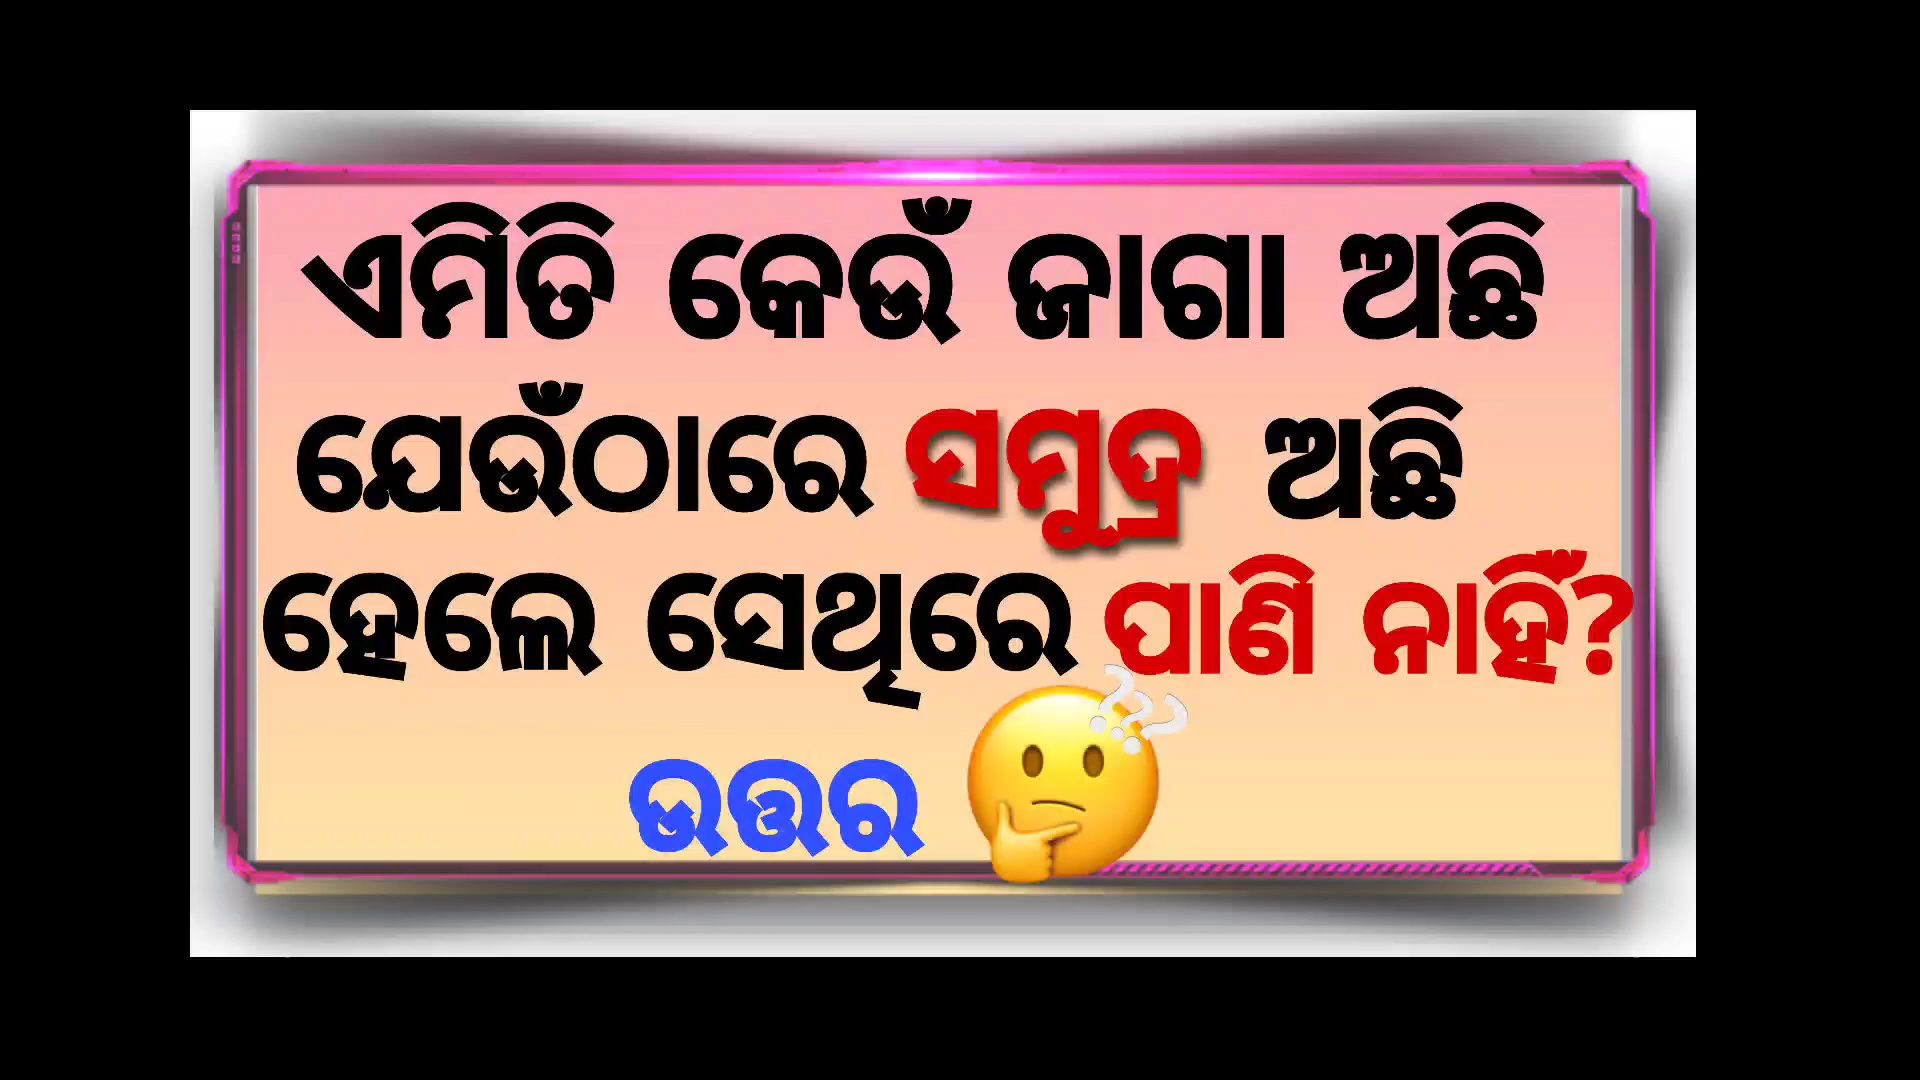 ଏମିତି କେଉଁ ଜାଗା ଅଛି
ଯେଉଁଠାରେ ସମୁଦ୍ର ଅଛି
ହେଲେ ସେଥିରେ ପାଣି ନାହିଁ?
ଉତ୍ତର